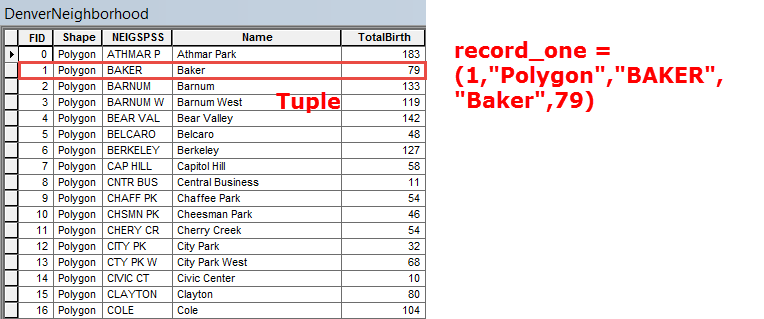 DenverNeighborhood
FID Shape NEIGSPSS Name TotalBirth
0 Polygon ATHMAR P Athmar Park 183
1 Polygon BAKER Baker 79
2 Polygon BARNUM Barnum 133
3 Polygon BARNUM W Barnum West 119
4 Polygon BEAR VAL Bear Valley 142
5 Polygon BELCARO Belcaro 48
6 Polygon BERKELEY Berkeley 127
7 Polygon CAP HILL Capitol Hill 58
8 Polygon CNTR BUS Central Business 11
9 Polygon CHAFF PK Chaffee Park 54
10 Polygon CHSMN PK Cheesman Park 46
11 Polygon CHERY CR Cherry Creek 54
12 Polygon CITY PK City Park 32
13 Polygon CTY PK W City Park West 68
14 Polygon CIVIC CT Civic Center 10
15 Polygon CLAYTON Clayton 80
16 Polygon COLE Cole 104
Tuple
record_one =
(1,"Polygon","BAKER",
"Baker",79)